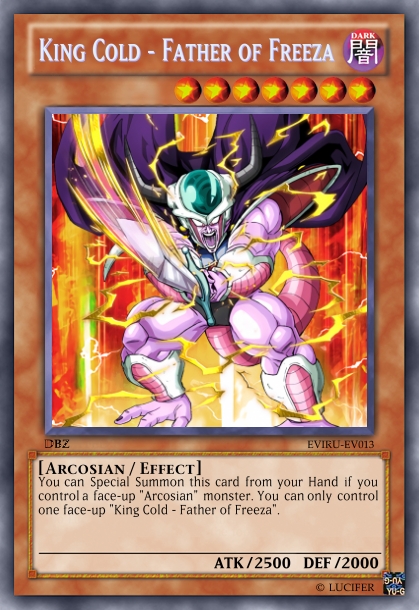 King Cold - Father of Freeza
DARK
闇
DBZ
EVIRU-EV013
[Arcosian / Effect]
You can Special Summon this card from your Hand if you
control a face-up "Arcosian" monster. You can only control
one face-up "King Cold - Father of Freeza".
ATK/2500 DEF/2000
© LUCIFER